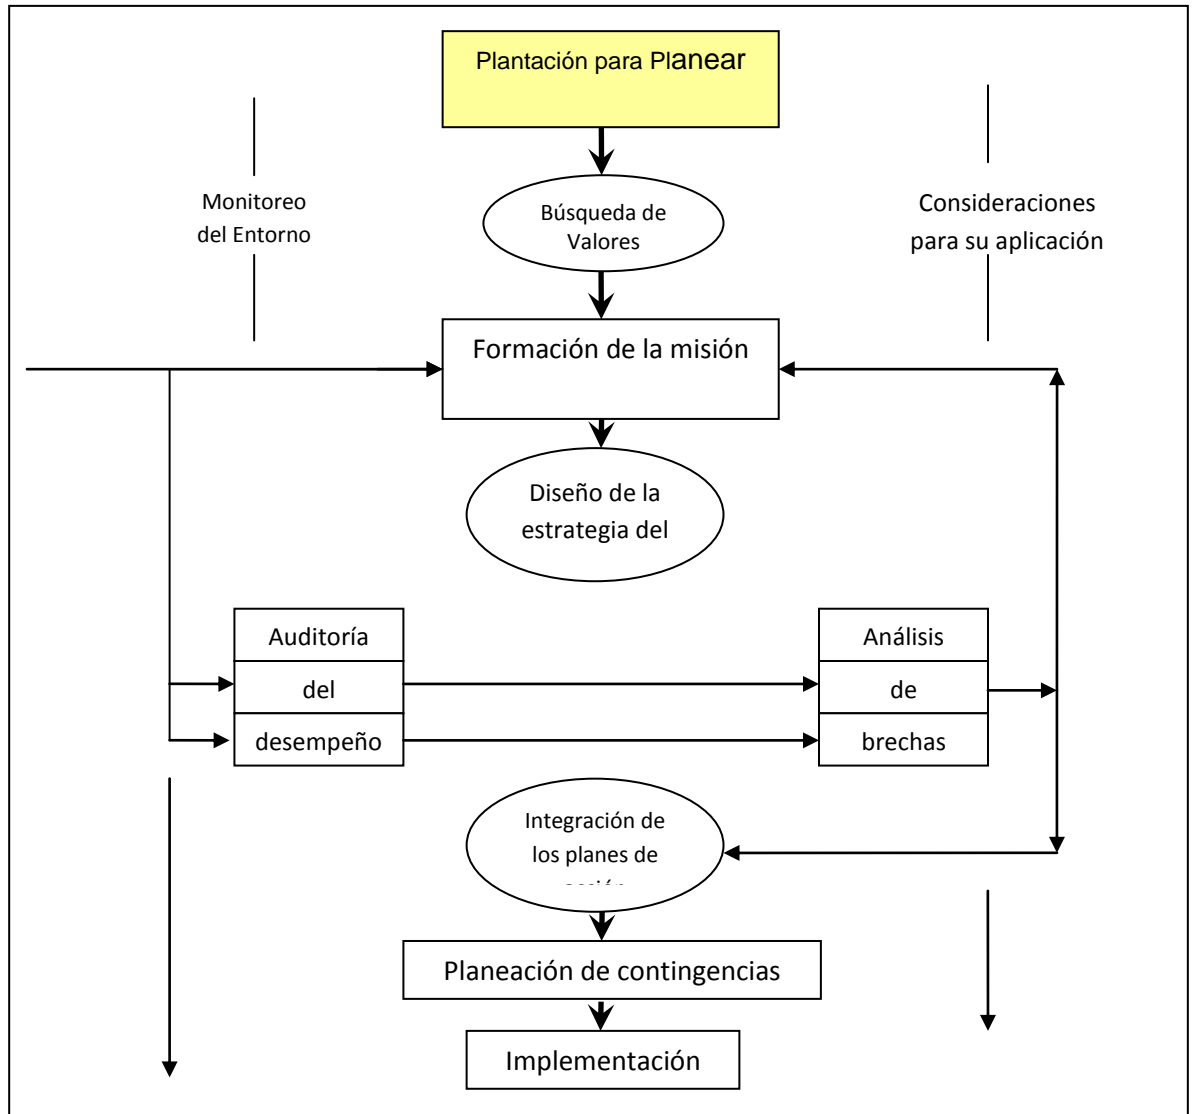 Plantación para Planear
Monitoreo
del Entorno
Búsqueda de
Valores
Consideraciones
para su aplicación
Formación de la misión
Diseño de la
estrategia del
Auditoría
del
desempeño
Análisis
de
brechas
Integración de
los planes de
Planeación de contingencias
Implementación